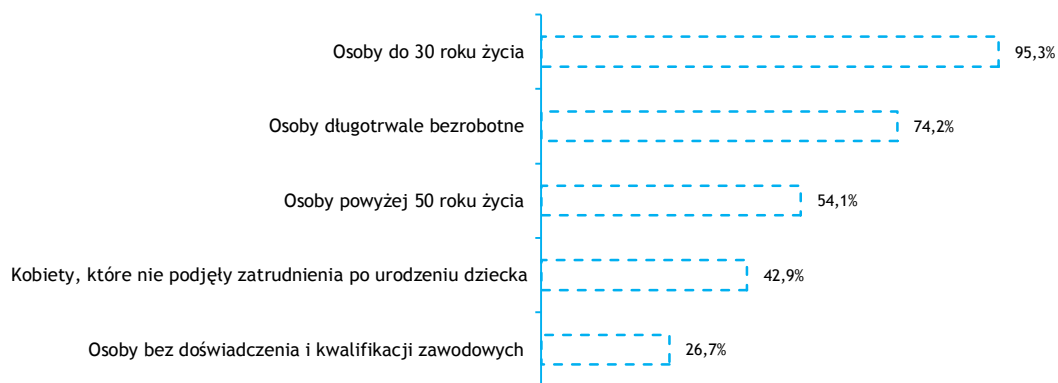 Osoby do 30 roku życia 95,3%
Osoby długotrwale bezrobotne 74,2%
Osoby powyżej 50 roku życia 54,1%
Kobiety, które nie podjęły zatrudnienia po urodzeniu dziecka 42,9%
Osoby bez doświadczenia i kwalifikacji zawodowych 26,7%